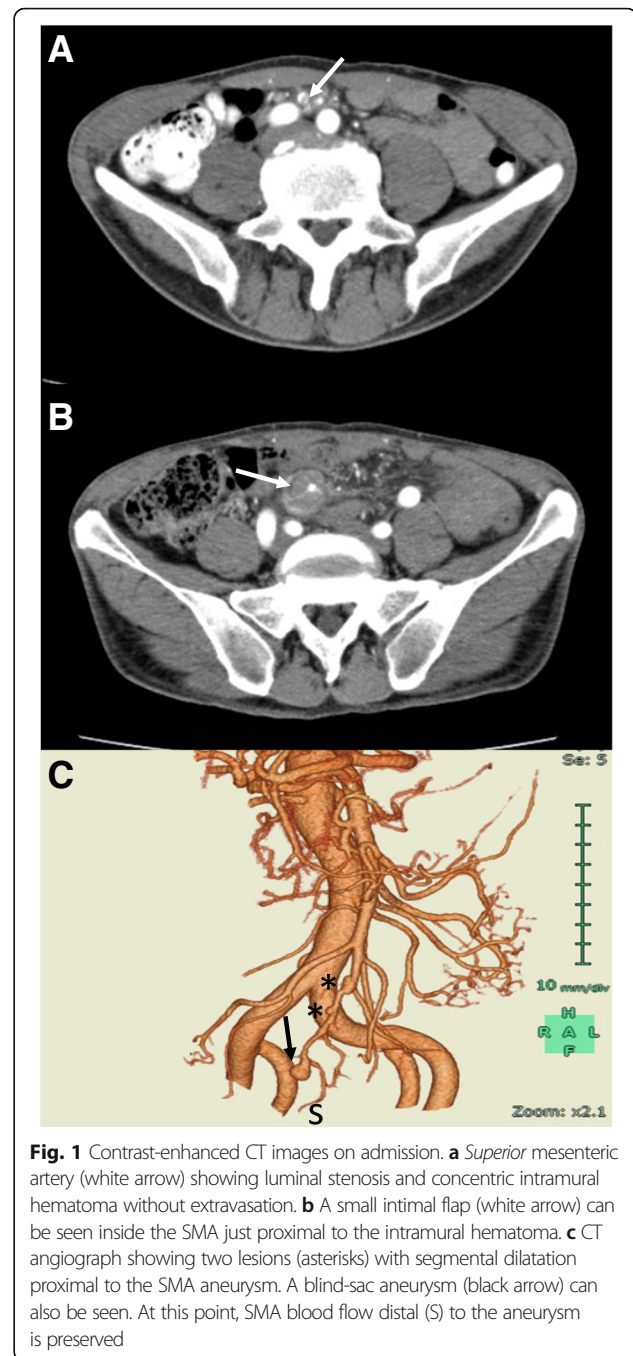 A
B
C
Se: 5
10 mm/div
H
R A L
F
*
*
S
Zoom: x2.1
Fig. 1 Contrast-enhanced CT images on admission. a Superior mesenteric
artery (white arrow) showing luminal stenosis and concentric intramural
hematoma without extravasation. b A small intimal flap (white arrow) can
be seen inside the SMA just proximal to the intramural hematoma. c CT
angiograph showing two lesions (asterisks) with segmental dilatation
proximal to the SMA aneurysm. A blind-sac aneurysm (black arrow) can
also be seen. At this point, SMA blood flow distal (S) to the aneurysm
is preserved